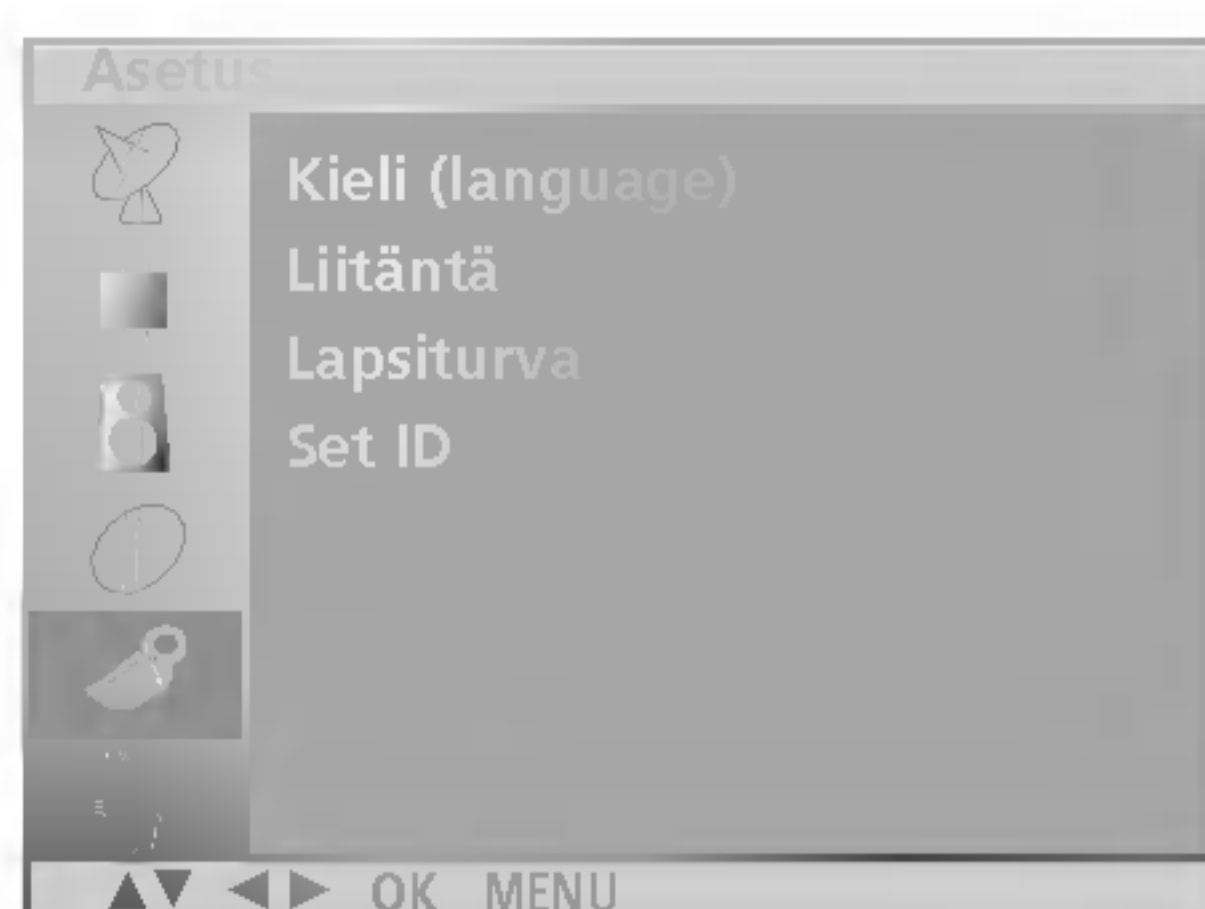 Asetus
Kieli (language)
Liitäntä
Lapsiturva
Set ID
▲▼ ◀▶ OK MENU